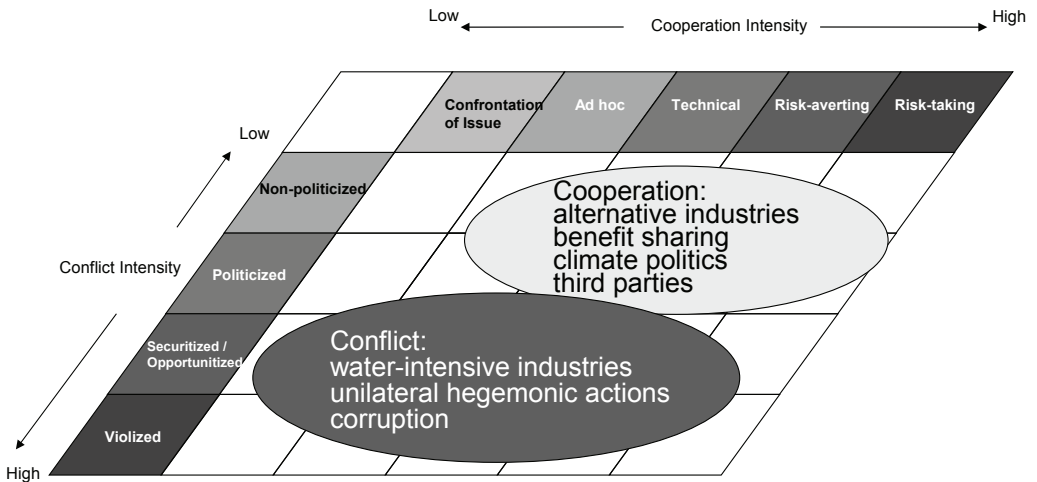 Low
Cooperation Intensity
High
Confrontation
of Issue
Ad hoc
Technical
Risk-averting
Risk-taking
Low
Non-politicized
Cooperation:
alternative industries
benefit sharing
climate politics
third parties
Conflict Intensity
Politicized
Securitized /
Opportunitized
Conflict:
water-intensive industries
unilateral hegemonic actions
corruption
Violized
High